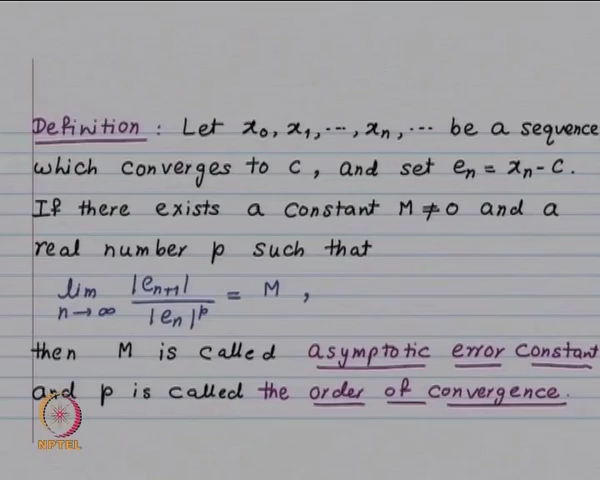 Definition : Let x₀, x₁, ..., xₙ, ... be a sequence
which converges to c, and set eₙ = xₙ - c.
If there exists a constant M ≠ 0 and a
real number p such that
lim n→∞ |eₙ₊₁| / |eₙ|ᵖ = M ,
then M is called asymptotic error constant
and p is called the order of convergence.
NPTEL